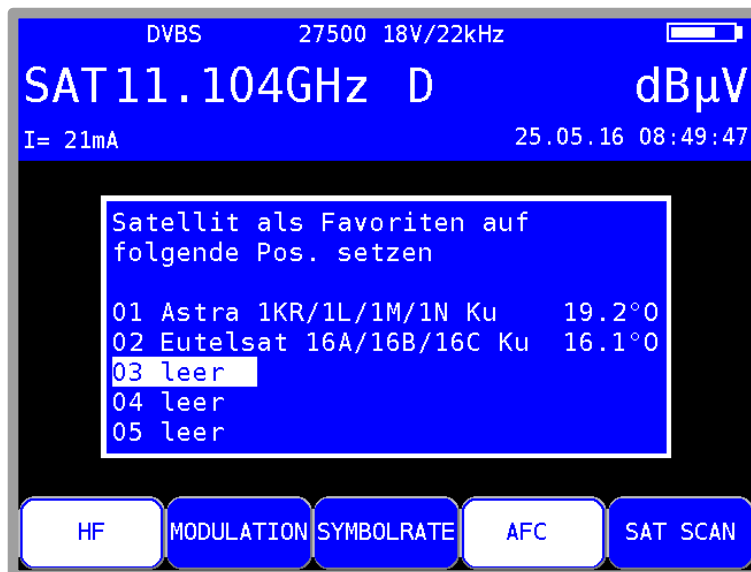 DVBS 27500 18V/22kHz
SAT11.104GHz D dBµV
I= 21mA 25.05.16 08:49:47
Satellit als Favoriten auf
folgende Pos. setzen
01 Astra 1KR/1L/1M/1N Ku 19.2°O
02 Eutelsat 16A/16B/16C Ku 16.1°O
03 leer
04 leer
05 leer
HF MODULATION SYMBOLRATE AFC SAT SCAN